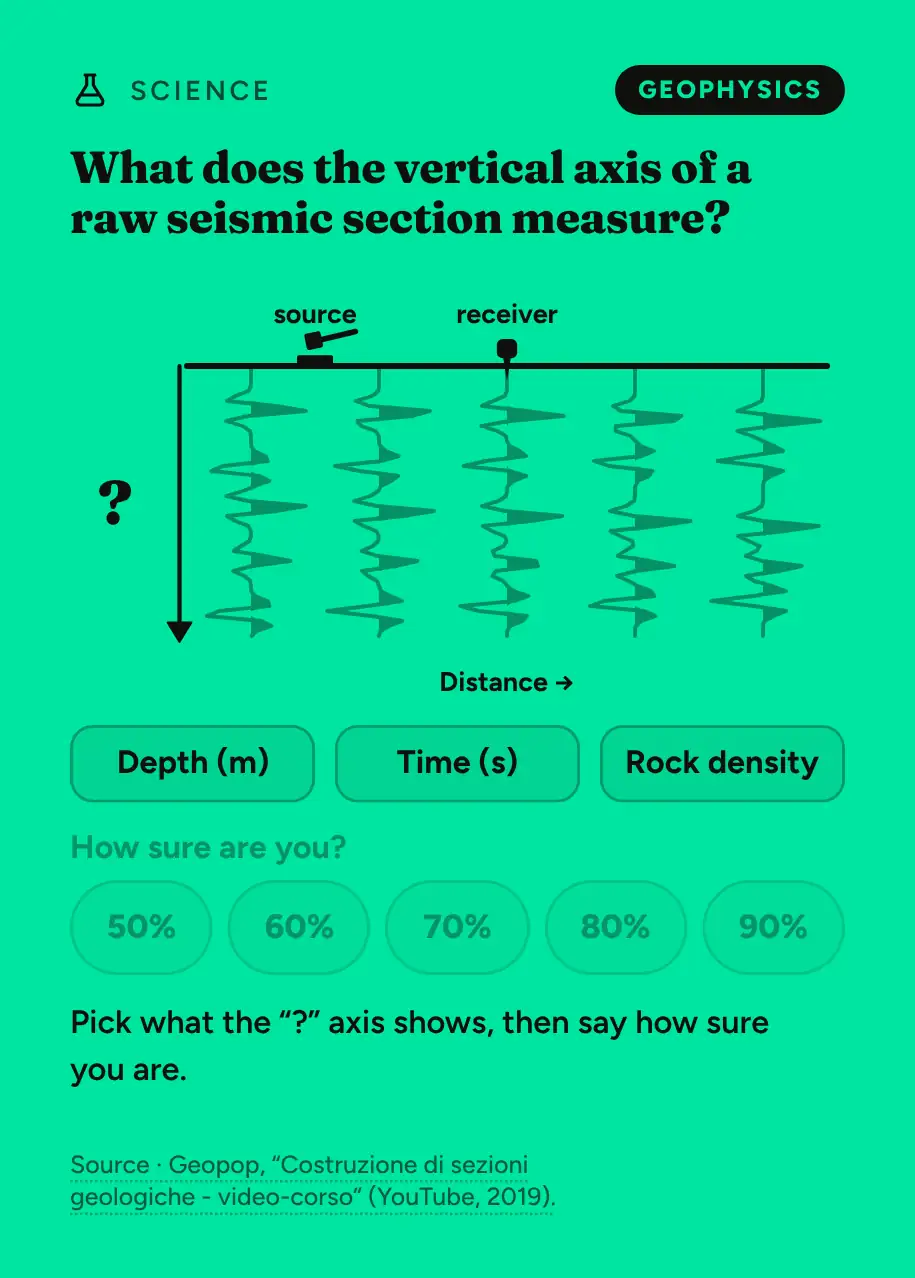 SCIENCE
GEOPHYSICS
What does the vertical axis of a
raw seismic section measure?
source
receiver
?
Distance →
Depth (m)
Time (s)
Rock density
How sure are you?
50%
60%
70%
80%
90%
Pick what the “?” axis shows, then say how sure
you are.
Source · Geopop, “Costruzione di sezioni
geologiche - video-corso” (YouTube, 2019).